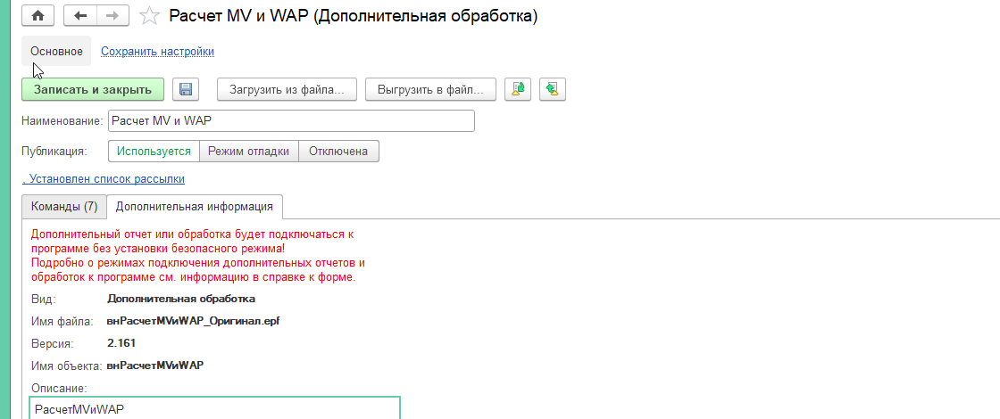 Расчет MV и WAP (Дополнительная обработка)
Основное Сохранить настройки
Записать и закрыть Загрузить из файла... Выгрузить в файл...
Наименование: Расчет MV и WAP
Публикация: Используется Режим отладки Отключена
. Установлен список рассылки
Команды (7) Дополнительная информация
Дополнительный отчет или обработка будет подключаться к
программе без установки безопасного режима!
Подробно о режимах подключения дополнительных отчетов и
обработок к программе см. информацию в справке к форме.
Вид: Дополнительная обработка
Имя файла: внРасчетMVиWAP_Оригинал.epf
Версия: 2.161
Имя объекта: внРасчетMVиWAP
Описание:
РасчетMVиWAP